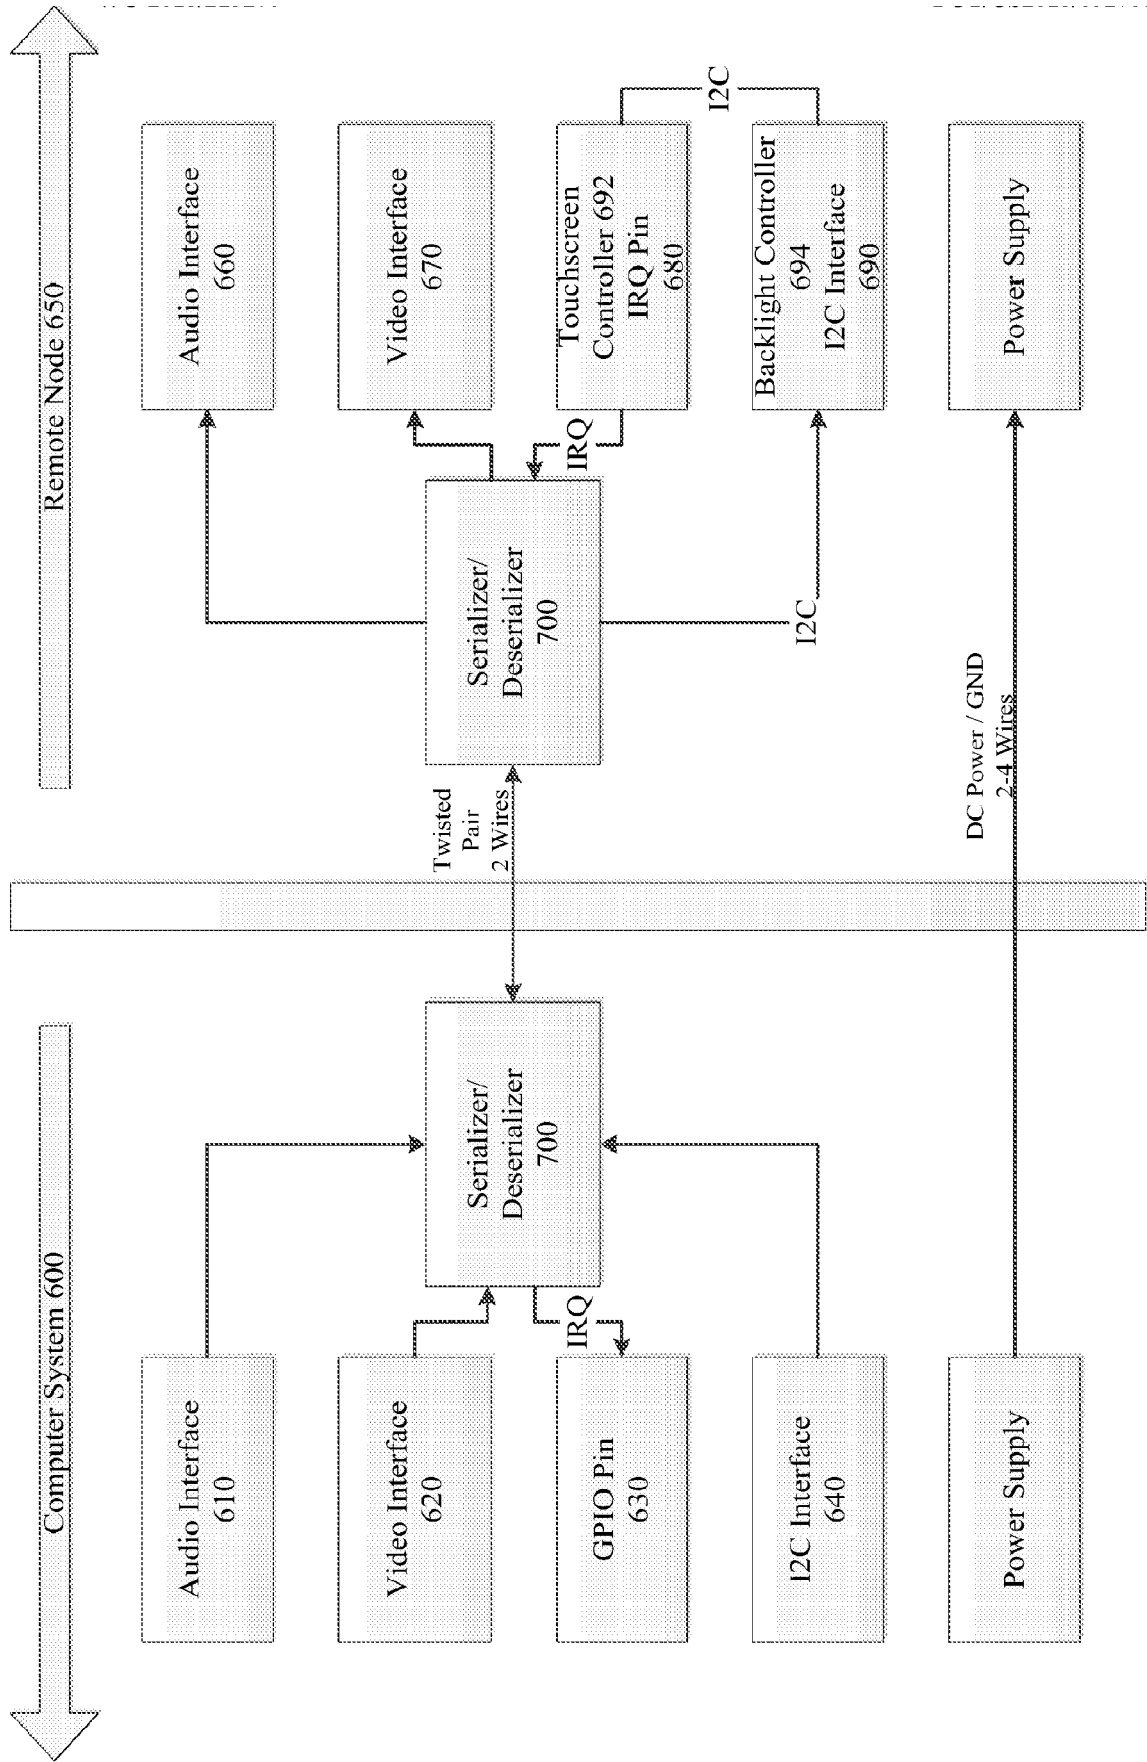 Computer System 600
Remote Node 650
Audio Interface
610
Audio Interface
660
Video Interface
620
Video Interface
670
Serializer/
Deserializer
700
Twisted
Pair
2 Wires
Serializer/
Deserializer
700
IRQ
IRQ
GPIO Pin
630
Touchscreen
Controller 692
IRQ Pin
680
I2C
I2C Interface
640
I2C
Backlight Controller
694
I2C Interface
690
Power Supply
DC Power / GND
2-4 Wires
Power Supply